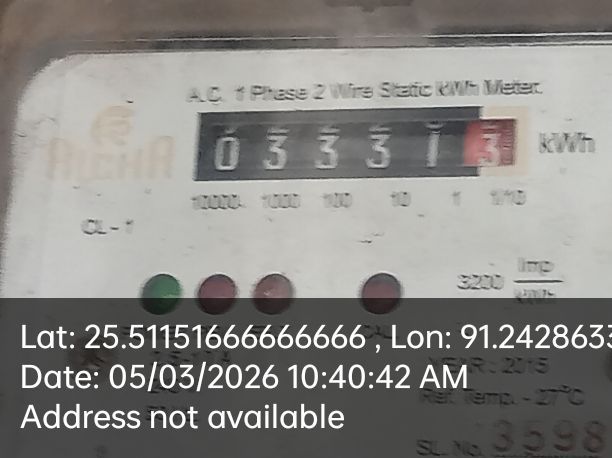 A.C. 1 Phase 2 Wire Static kWh Meter.
0 3 3 3 1 3 kWh
10000 1000 100 10 1 1/10
CL - 1
3200 Imp
kWh
Lat: 25.51151666666666 , Lon: 91.2428633
Date: 05/03/2026 10:40:42 AM
YEAR : 2015
Address not available
Ref. Temp. - 27°C
SL. No. 3598